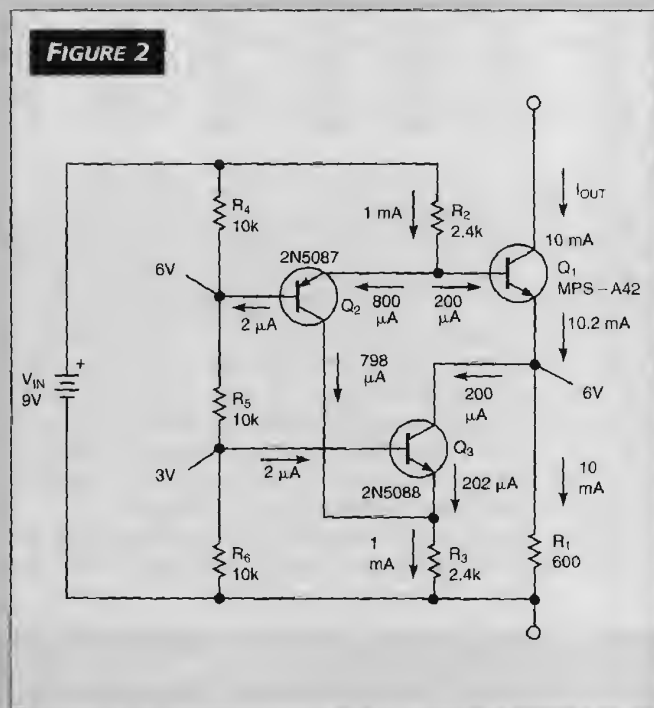 FIGURE 2
R4
10k
6V
2N5087
Q2
2 μA
1 mA
R2
2.4k
IOUT
10 mA
Q1
MPS – A42
800
μA
200
μA
10.2 mA
VIN
9V
+
R5
10k
798
μA
200
μA
6V
3V
2 μA
Q3
2N5088
202 μA
10
mA
R6
10k
1
mA
R3
2.4k
R1
600